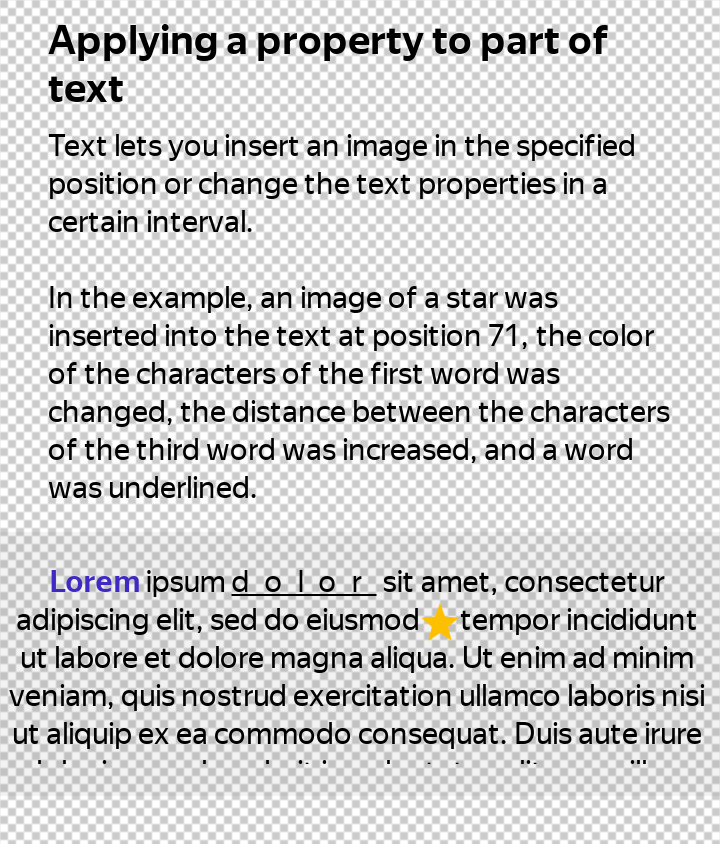 Applying a property to part of
text
Text lets you insert an image in the specified
position or change the text properties in a
certain interval.
In the example, an image of a star was
inserted into the text at position 71, the color
of the characters of the first word was
changed, the distance between the characters
of the third word was increased, and a word
was underlined.
Lorem ipsum d o l o r sit amet, consectetur
adipiscing elit, sed do eiusmod tempor incididunt
ut labore et dolore magna aliqua. Ut enim ad minim
veniam, quis nostrud exercitation ullamco laboris nisi
ut aliquip ex ea commodo consequat. Duis aute irure